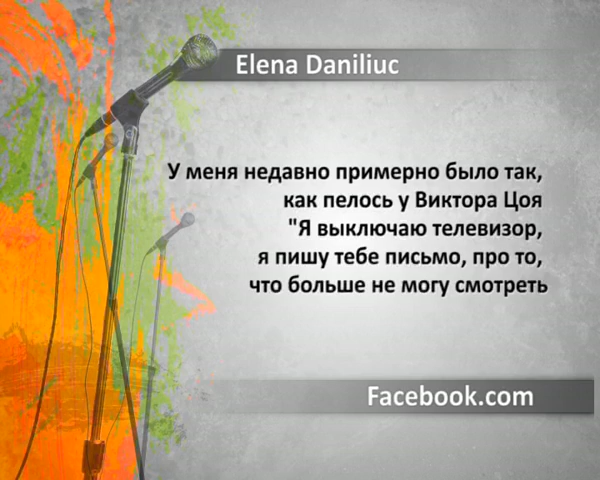 Elena Daniliuc
У меня недавно примерно было так,
как пелось у Виктора Цоя
"Я выключаю телевизор,
я пишу тебе письмо, про то,
что больше не могу смотреть
Facebook.com